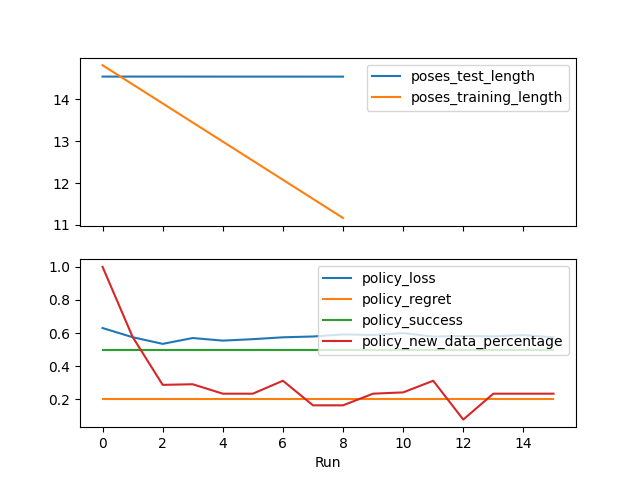 14
13
12
11
poses_test_length
poses_training_length
1.0
0.8
0.6
0.4
0.2
policy_loss
policy_regret
policy_success
policy_new_data_percentage
0 2 4 6 8 10 12 14
Run